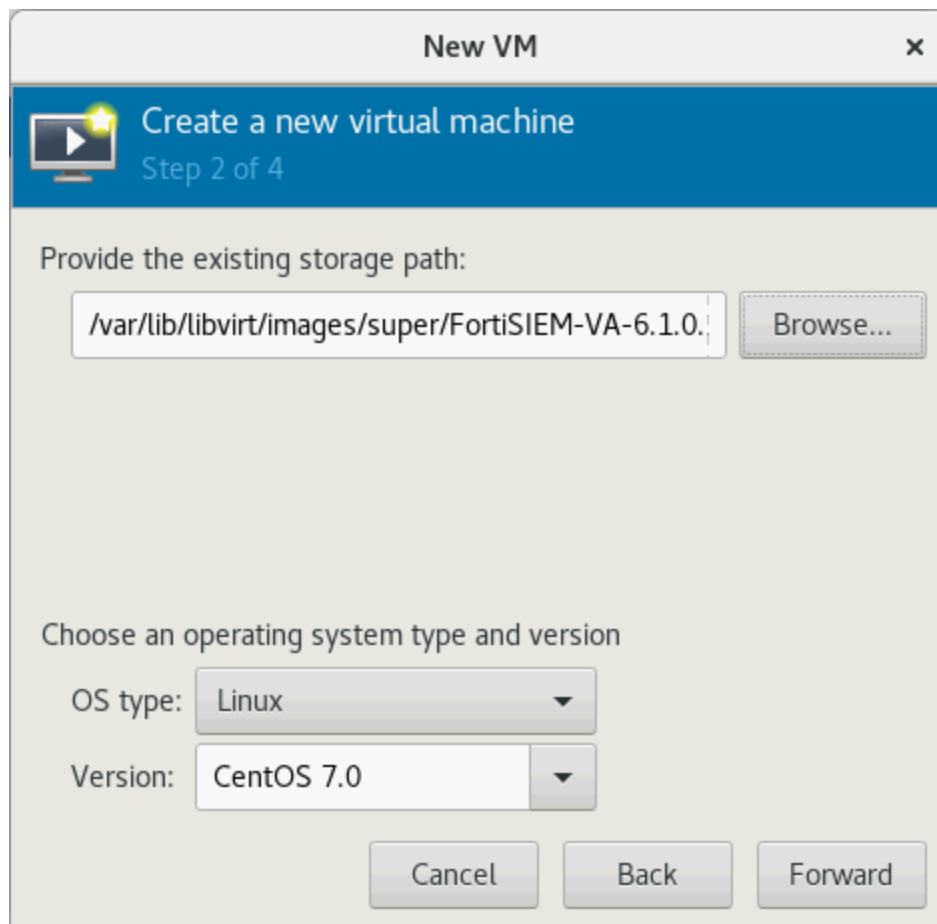 New VM
Create a new virtual machine
Step 2 of 4
Provide the existing storage path:
/var/lib/libvirt/images/super/FortiSIEM-VA-6.1.0. Browse...
Choose an operating system type and version
OS type: Linux
Version: CentOS 7.0
Cancel Back Forward